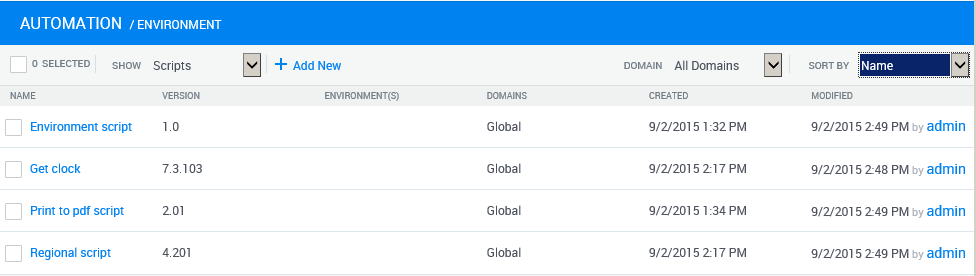 AUTOMATION / ENVIRONMENT
0 SELECTED SHOW Scripts + Add New DOMAIN All Domains SORT BY Name
NAME VERSION ENVIRONMENT(S) DOMAINS CREATED MODIFIED
Environment script 1.0 Global 9/2/2015 1:32 PM 9/2/2015 2:49 PM by admin
Get clock 7.3.103 Global 9/2/2015 2:17 PM 9/2/2015 2:48 PM by admin
Print to pdf script 2.01 Global 9/2/2015 1:34 PM 9/2/2015 2:49 PM by admin
Regional script 4.201 Global 9/2/2015 2:17 PM 9/2/2015 2:49 PM by admin